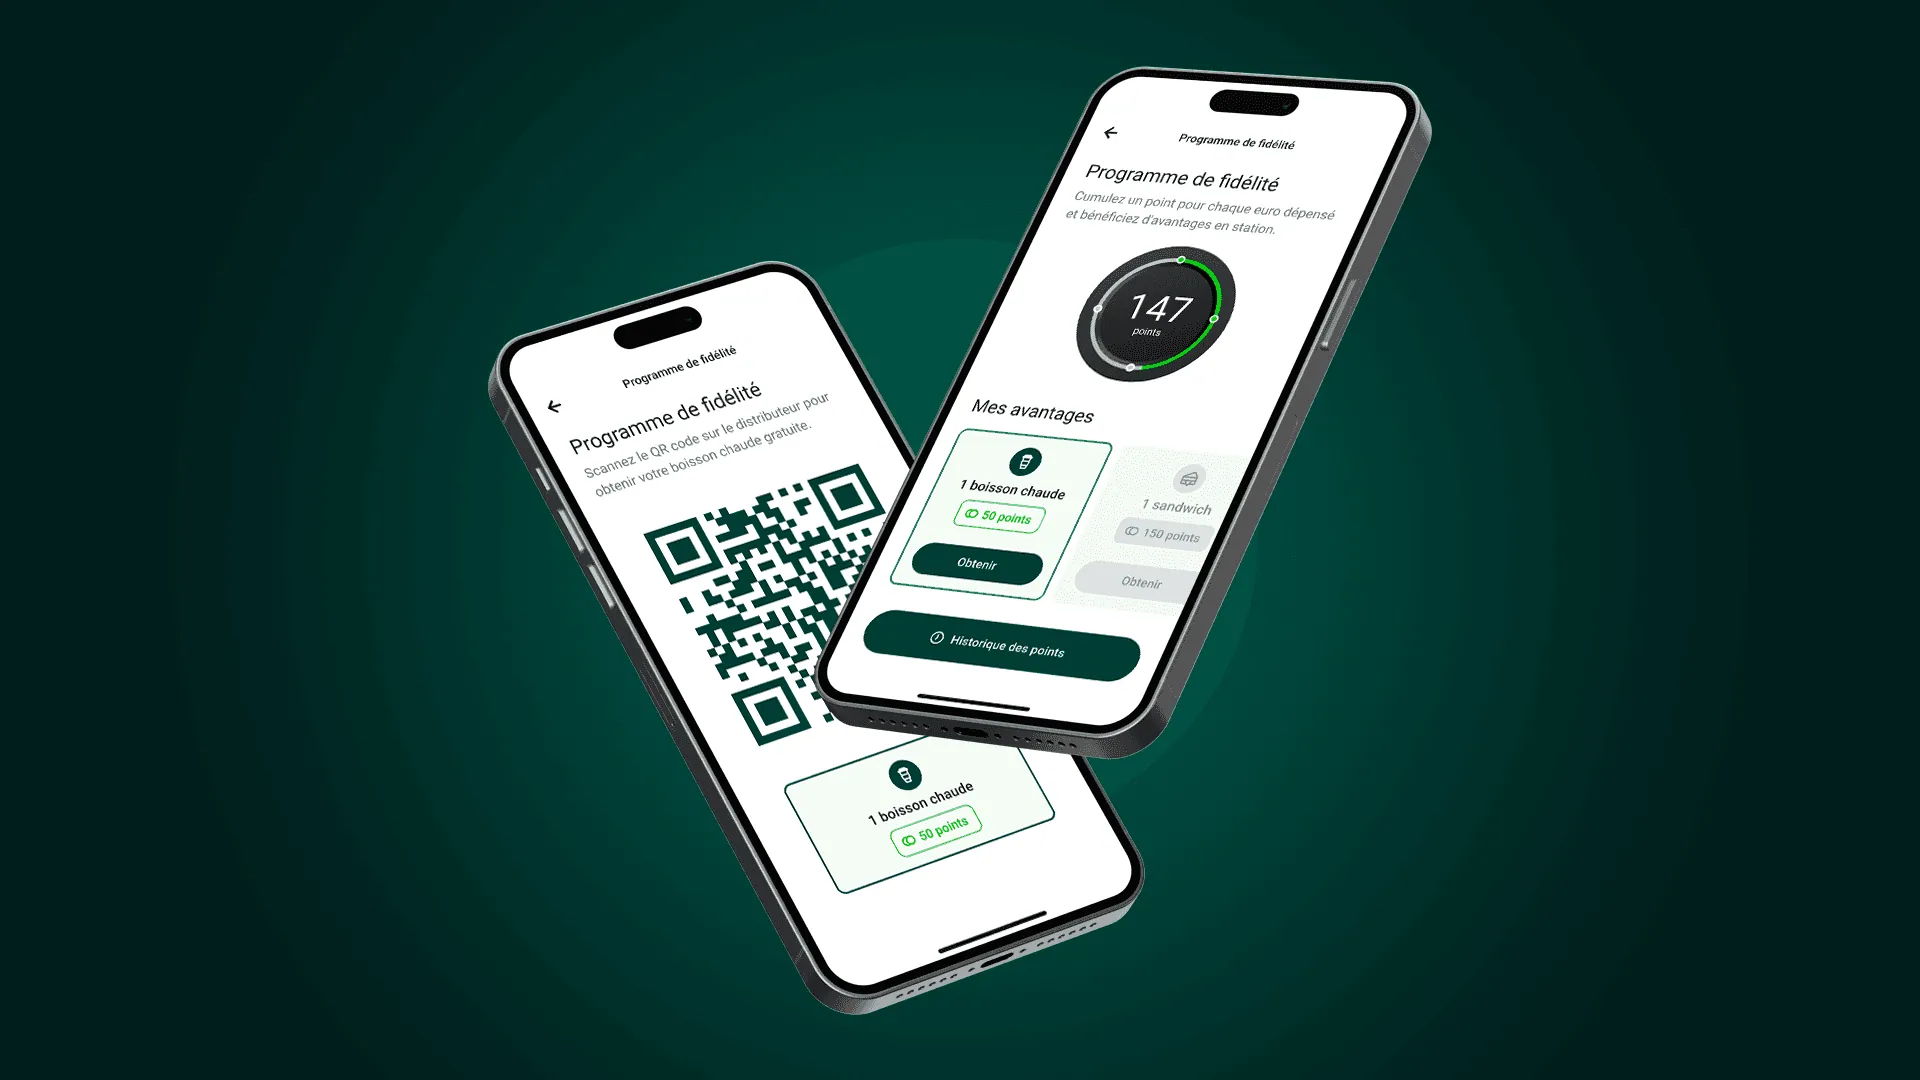 Programme de fidélité
Programme de fidélité
Scannez le QR code sur le distributeur pour
obtenir votre boisson chaude gratuite.
1 boisson chaude
50 points
Programme de fidélité
Programme de fidélité
Cumulez un point pour chaque euro dépensé
et bénéficiez d'avantages en station.
147
points
Mes avantages
1 boisson chaude
50 points
Obtenir
1 sandwich
150 points
Obtenir
Historique des points